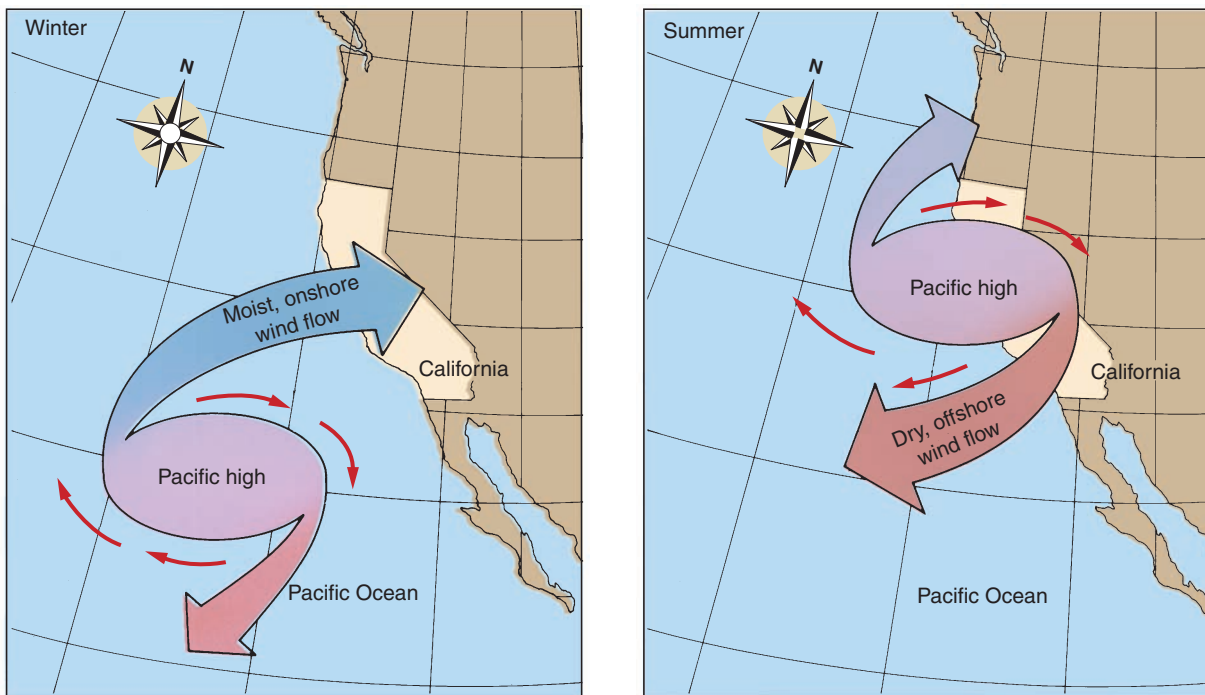 Winter
N
Moist, onshore
wind flow
California
Pacific high
Pacific Ocean
Summer
N
Pacific high
California
Dry, offshore
wind flow
Pacific Ocean